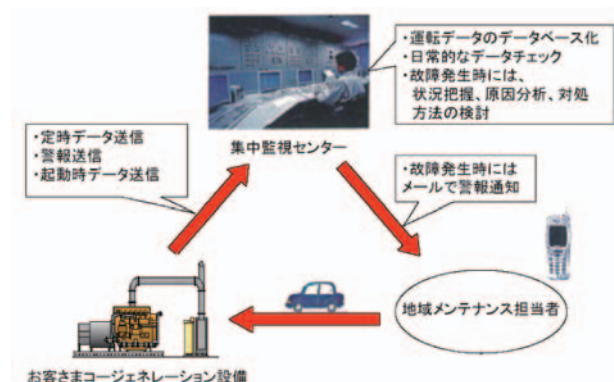 ・運転データのデータベース化
・日常的なデータチェック
・故障発生時には、
状況把握、原因分析、対処
方法の検討
集中監視センター
・定時データ送信
・警報送信
・起動時データ送信
・故障発生時には
メールで警報通知
地域メンテナンス担当者
お客さまコージェネレーション設備